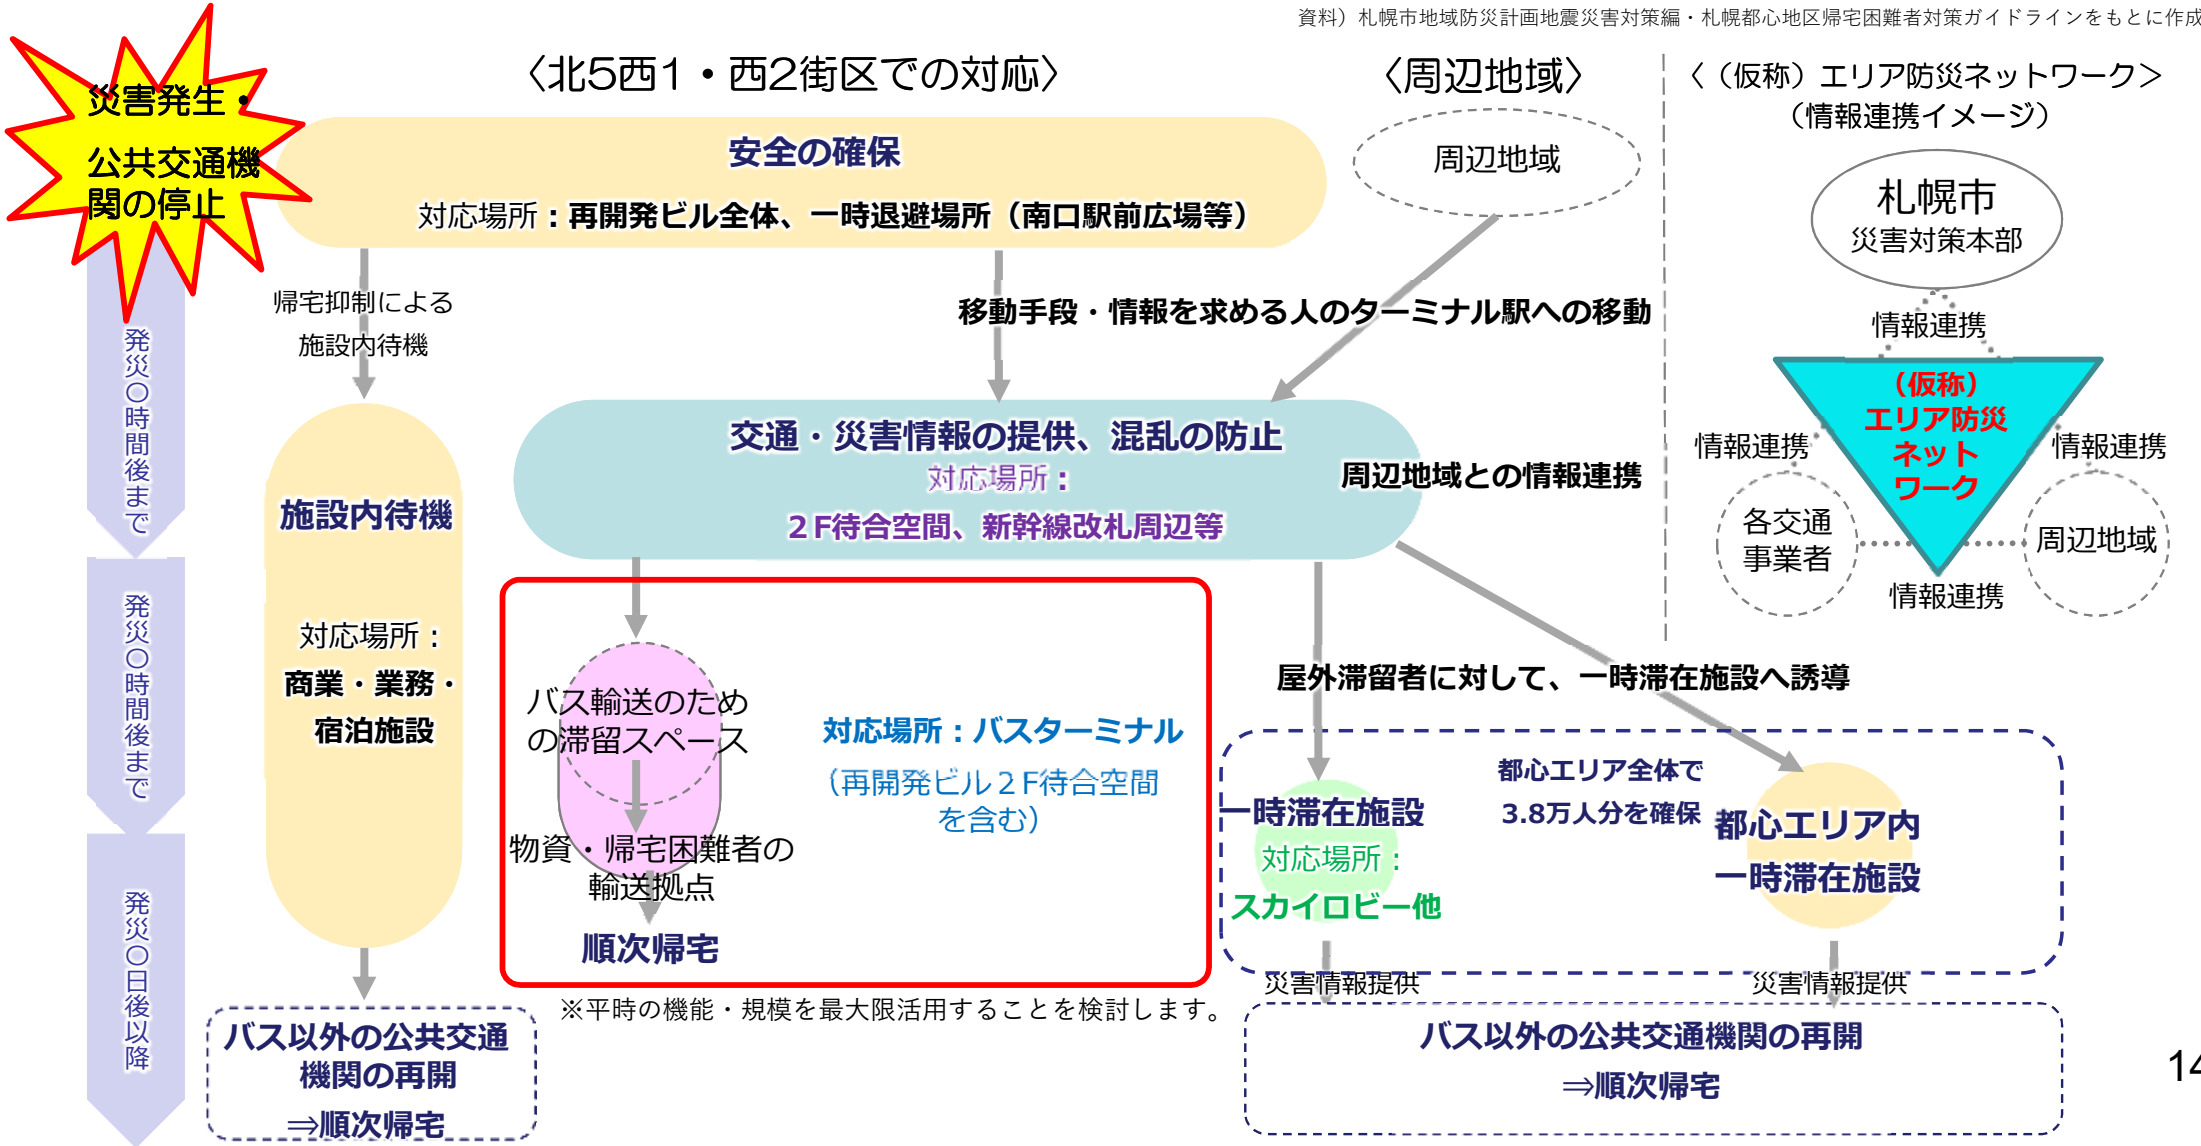 資料）札幌市地域防災計画地震災害対策編・札幌都心地区帰宅困難者対策ガイドラインをもとに作成
災害発生・
公共交通機
関の停止
〈北5西1・西2街区での対応〉
安全の確保
対応場所：再開発ビル全体、一時退避場所（南口駅前広場等）
〈周辺地域〉
周辺地域
〈（仮称）エリア防災ネットワーク＞
（情報連携イメージ）
札幌市
災害対策本部
情報連携
（仮称）
エリア防災
ネット
ワーク
情報連携
情報連携
各交通
事業者
周辺地域
情報連携
発災〇時間後まで
発災〇時間後まで
発災〇日後以降
帰宅抑制による
施設内待機
移動手段・情報を求める人のターミナル駅への移動
施設内待機
対応場所：
商業・業務・
宿泊施設
交通・災害情報の提供、混乱の防止
対応場所：
２F待合空間、新幹線改札周辺等
周辺地域との情報連携
バス輸送のため
の滞留スペース
物資・帰宅困難者の
輸送拠点
順次帰宅
対応場所：バスターミナル
（再開発ビル２F待合空間
を含む）
※平時の機能・規模を最大限活用することを検討します。
屋外滞留者に対して、一時滞在施設へ誘導
一時滞在施設
対応場所：
スカイロビー他
都心エリア全体で
3.8万人分を確保
都心エリア内
一時滞在施設
災害情報提供
災害情報提供
バス以外の公共交通
機関の再開
⇒順次帰宅
バス以外の公共交通機関の再開
⇒順次帰宅
14